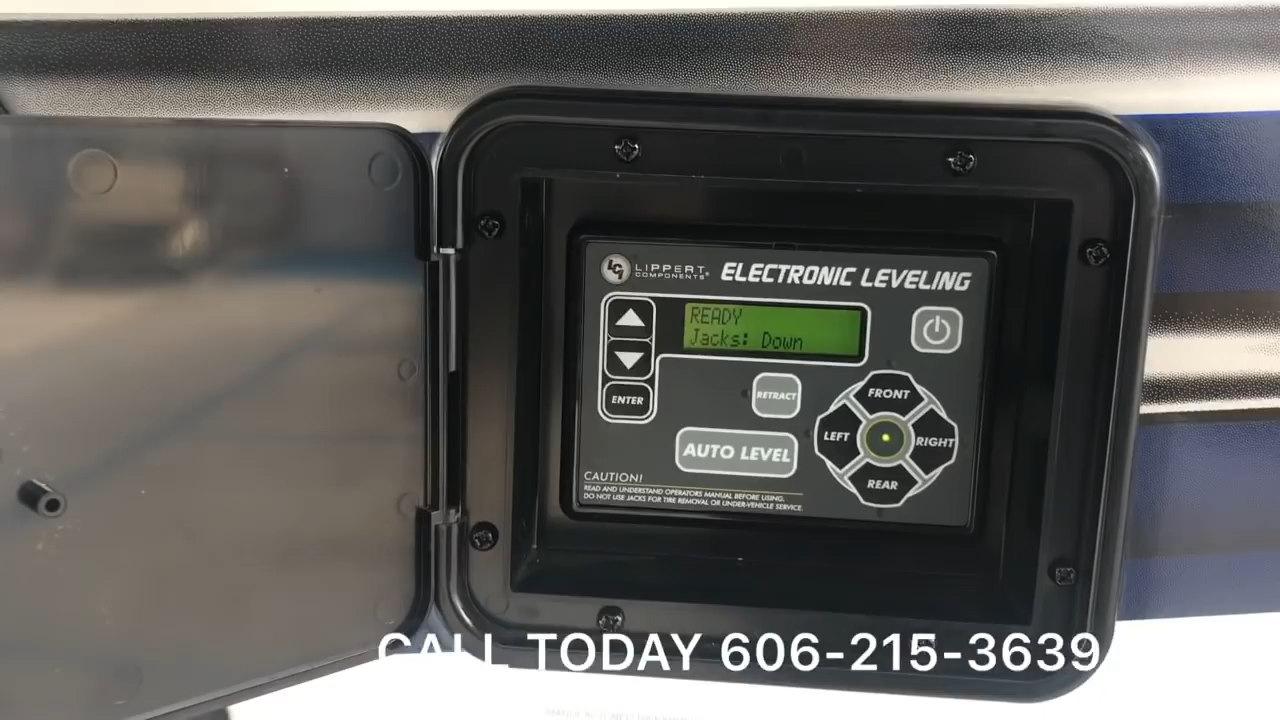 LCI LIPPERT COMPONENTS® ELECTRONIC LEVELING
READY
Jacks: Down
ENTER
RETRACT
AUTO LEVEL
FRONT
LEFT
RIGHT
REAR
CAUTION!
READ AND UNDERSTAND OPERATORS MANUAL BEFORE USING.
DO NOT USE JACKS FOR TIRE REMOVAL OR UNDER-VEHICLE SERVICE.
CALL TODAY 606-215-3639